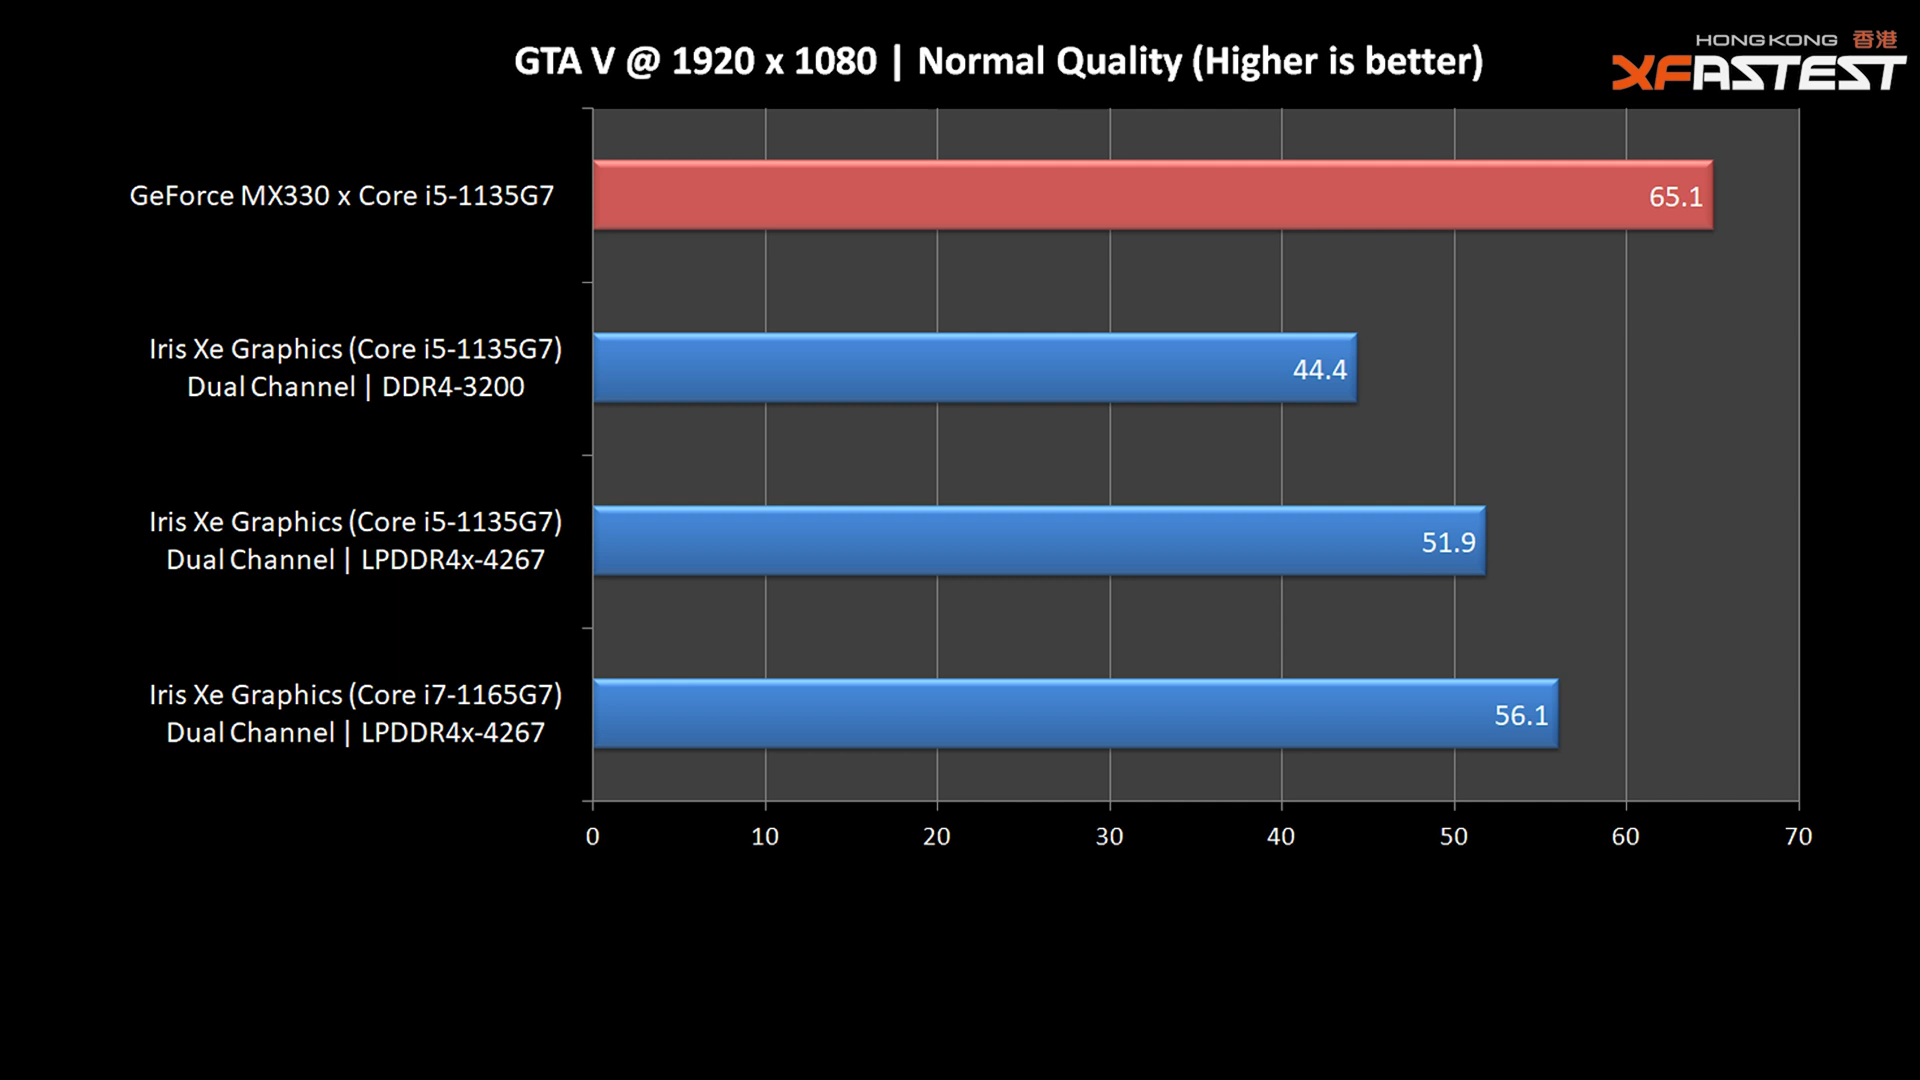 GTA V @ 1920 x 1080 | Normal Quality (Higher is better)
HONG KONG 香港
XFASTEST
GeForce MX330 x Core i5-1135G7
65.1
Iris Xe Graphics (Core i5-1135G7)
Dual Channel | DDR4-3200
44.4
Iris Xe Graphics (Core i5-1135G7)
Dual Channel | LPDDR4x-4267
51.9
Iris Xe Graphics (Core i7-1165G7)
Dual Channel | LPDDR4x-4267
56.1
0 10 20 30 40 50 60 70